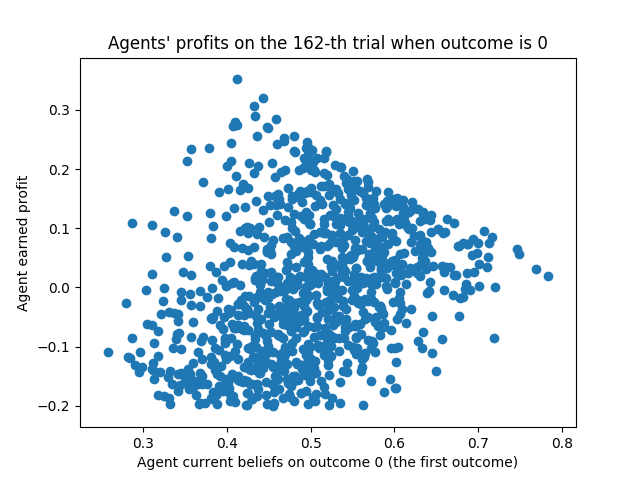 Agents' profits on the 162-th trial when outcome is 0
Agent earned profit
0.3
0.2
0.1
0.0
−0.1
−0.2
0.3 0.4 0.5 0.6 0.7 0.8
Agent current beliefs on outcome 0 (the first outcome)